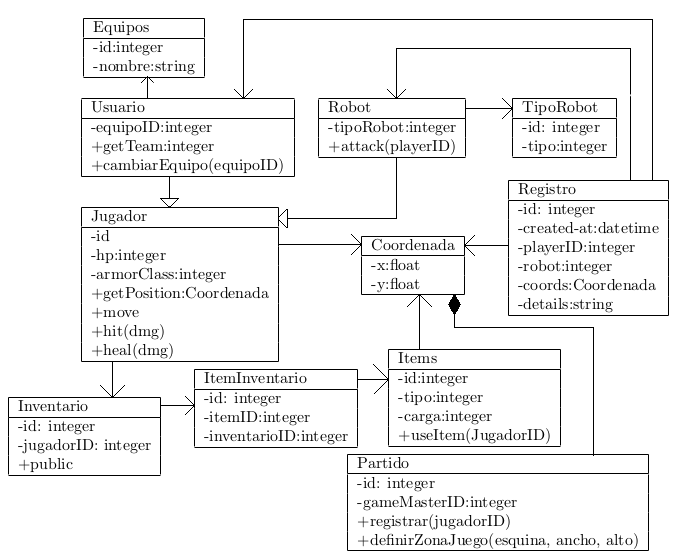 Equipos
-id:integer
-nombre:string
Usuario
-equipoID:integer
+getTeam:integer
+cambiarEquipo(equipoID)
Robot
-tipoRobot:integer
+attack(playerID)
TipoRobot
-id: integer
-tipo:integer
Registro
-id: integer
-created-at:datetime
-playerID:integer
-robot:integer
-coords:Coordenada
-details:string
Jugador
-id
-hp:integer
-armorClass:integer
+getPosition:Coordenada
+move
+hit(dmg)
+heal(dmg)
Coordenada
-x:float
-y:float
Items
-id:integer
-tipo:integer
-carga:integer
+useItem(JugadorID)
ItemInventario
-id: integer
-itemID:integer
-inventarioID:integer
Inventario
-id: integer
-jugadorID: integer
+public
Partido
-id: integer
-gameMasterID:integer
+registrar(jugadorID)
+definirZonaJuego(esquina, ancho, alto)